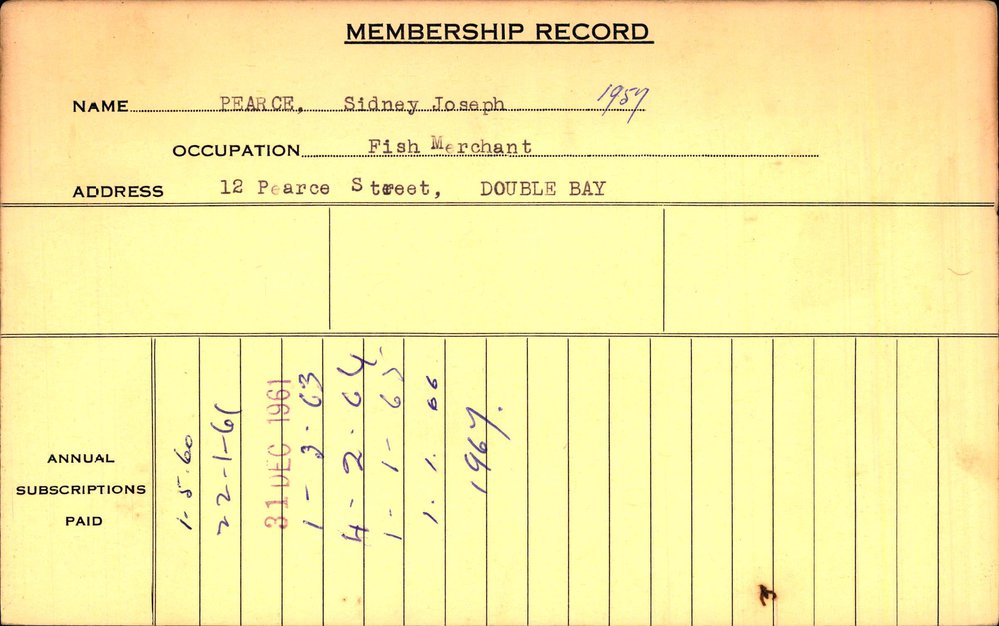 MEMBERSHIP RECORD
NAME PEARCE, Sidney Joseph 1957
OCCUPATION Fish Merchant
ADDRESS 12 Pearce Street, DOUBLE BAY
ANNUAL
SUBSCRIPTIONS
PAID
1-5.60
22-1-61
31 DEC 1961
1-3.63
4-2.64
1-1-65
1.1.66
1967.